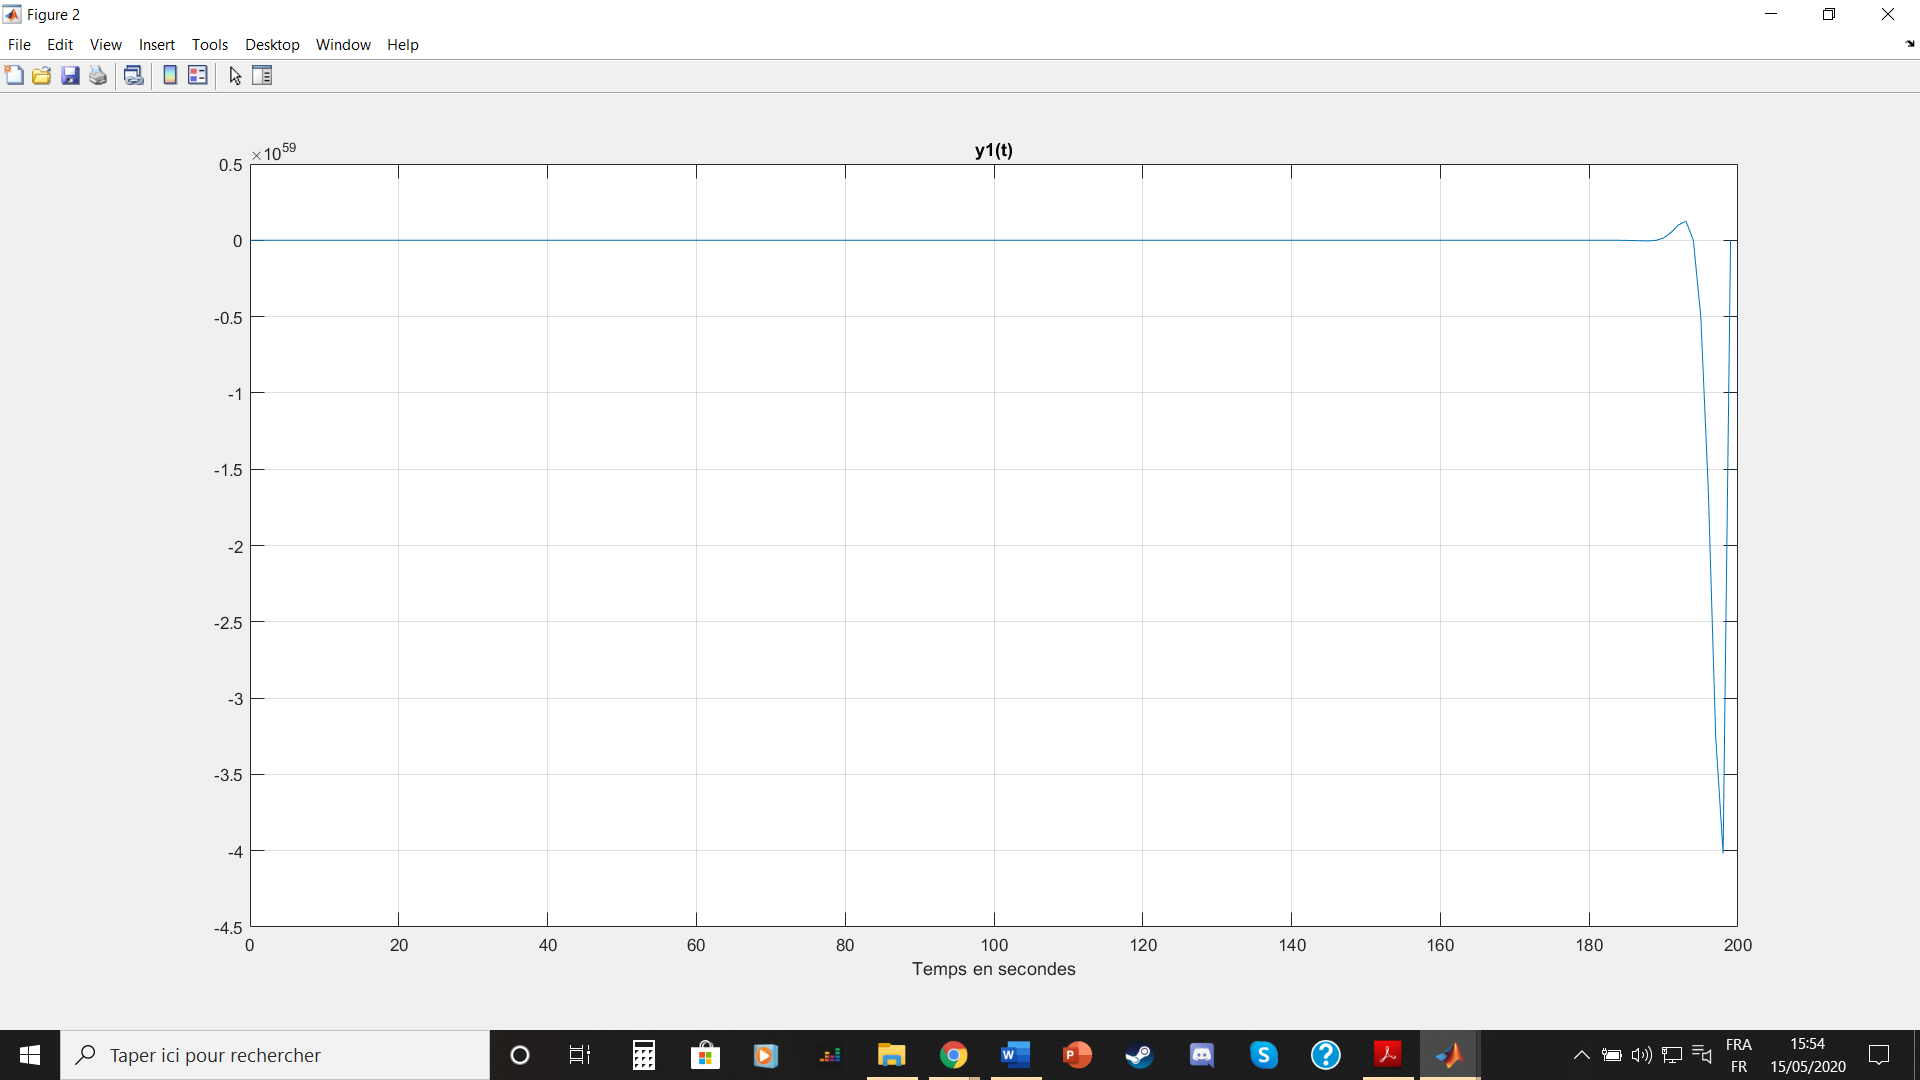 Figure 2
File Edit View Insert Tools Desktop Window Help
y1(t)
×10^59
0.5
0
-0.5
-1
-1.5
-2
-2.5
-3
-3.5
-4
-4.5
0 20 40 60 80 100 120 140 160 180 200
Temps en secondes
Taper ici pour rechercher
FRA
FR
15:54
15/05/2020